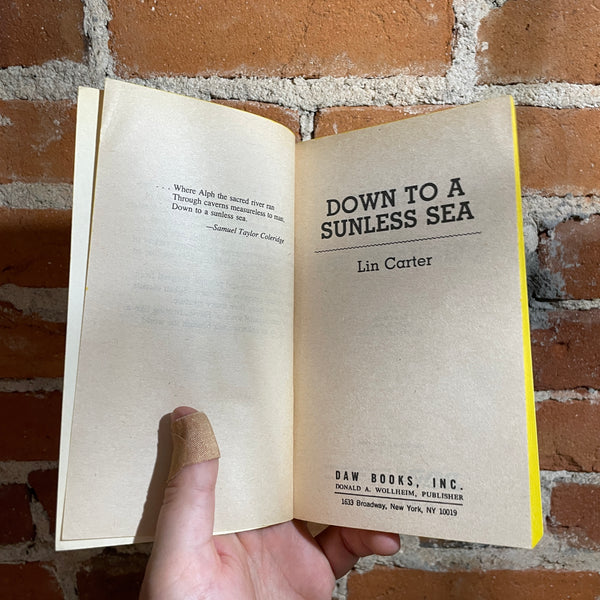 . . . Where Alph the sacred river ran
Through caverns measureless to man,
Down to a sunless sea.
—Samuel Taylor Coleridge
DOWN TO A
SUNLESS SEA
Lin Carter
DAW BOOKS, INC.
DONALD A. WOLLHEIM, PUBLISHER
1633 Broadway, New York, NY 10019